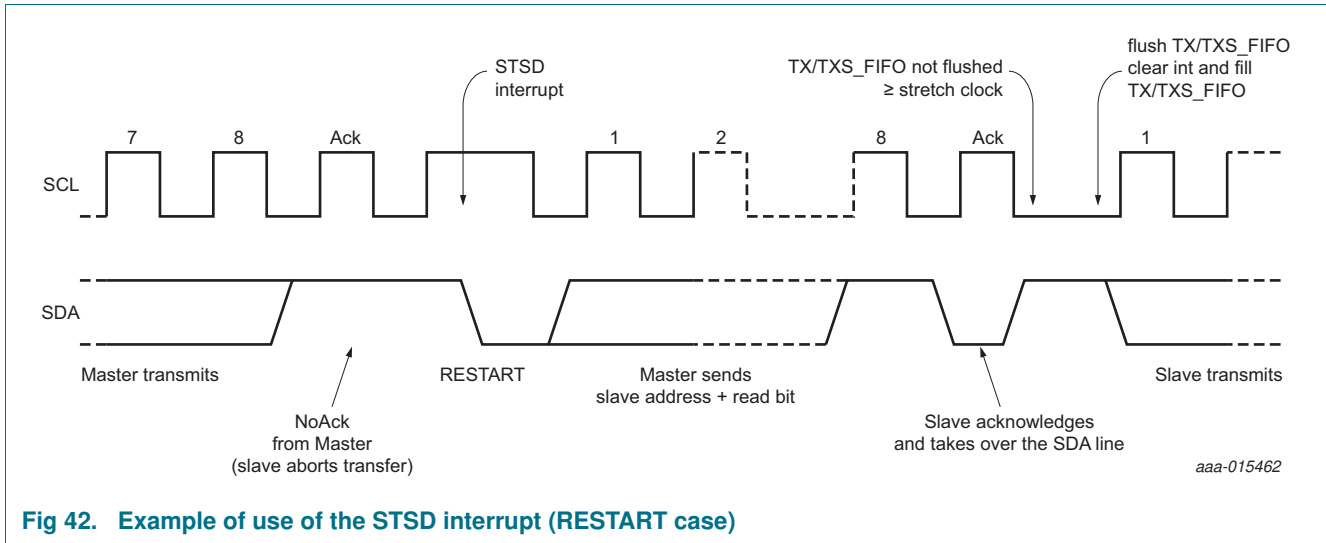 flush TX/TXS_FIFO
clear int and fill
TX/TXS_FIFO
STSD
interrupt
TX/TXS_FIFO not flushed
≥ stretch clock
7
8
Ack
1
2
8
Ack
1
SCL
SDA
Master transmits
RESTART
Master sends
slave address + read bit
Slave transmits
NoAck
from Master
(slave aborts transfer)
Slave acknowledges
and takes over the SDA line
aaa-015462
Fig 42. Example of use of the STSD interrupt (RESTART case)